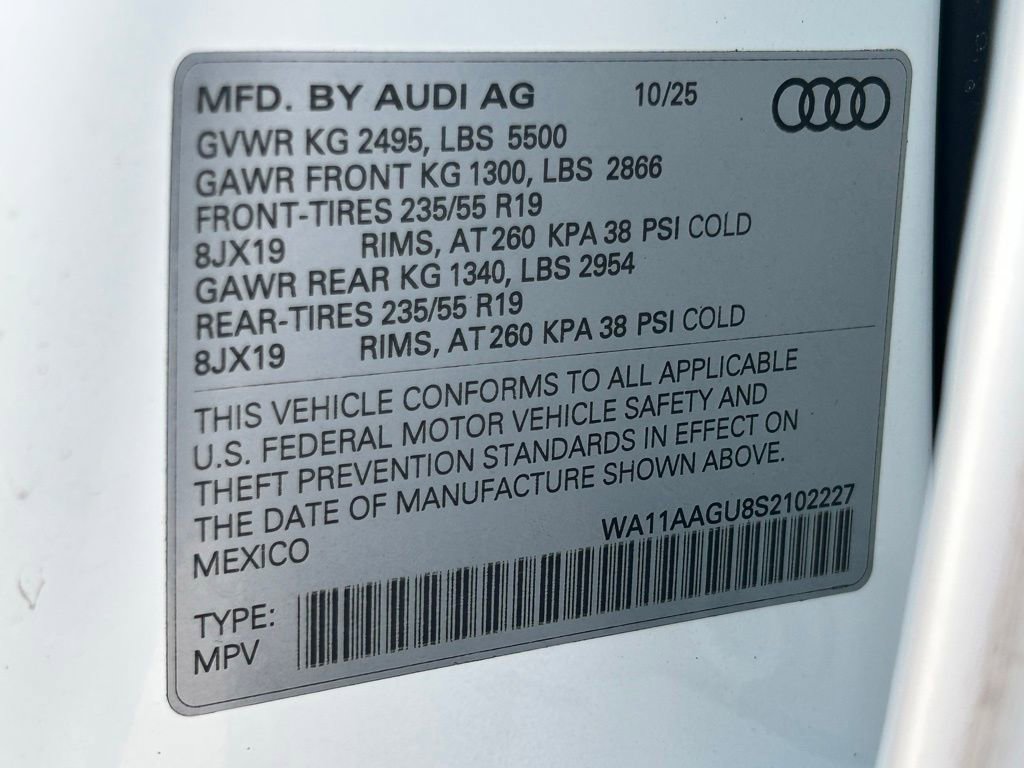 MFD. BY AUDI AG 10/25
GVWR KG 2495, LBS 5500
GAWR FRONT KG 1300, LBS 2866
FRONT-TIRES 235/55 R19
8JX19 RIMS, AT 260 KPA 38 PSI COLD
GAWR REAR KG 1340, LBS 2954
REAR-TIRES 235/55 R19
8JX19 RIMS, AT 260 KPA 38 PSI COLD
THIS VEHICLE CONFORMS TO ALL APPLICABLE
U.S. FEDERAL MOTOR VEHICLE SAFETY AND
THEFT PREVENTION STANDARDS IN EFFECT ON
THE DATE OF MANUFACTURE SHOWN ABOVE.
MEXICO
WA11AAGU8S2102227
TYPE:
MPV